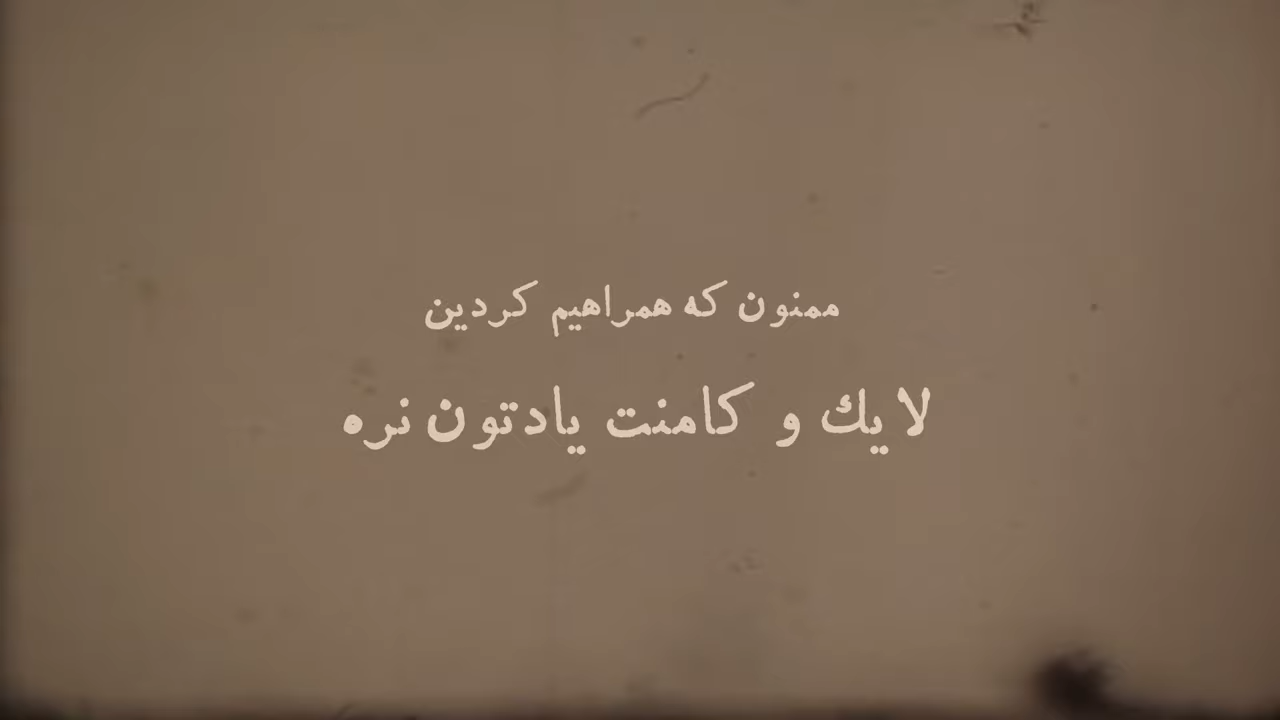 ممنون که همراهیم کردین
لایك و کامنت یادتون نره